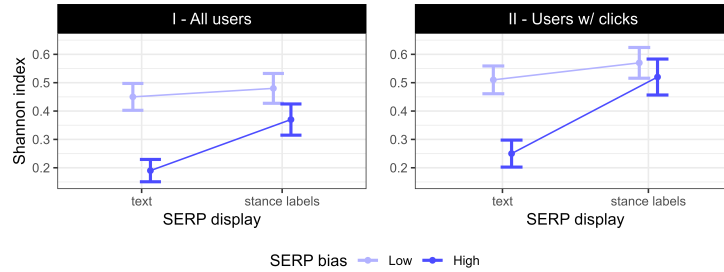 I - All users
II - Users w/ clicks
Shannon index
0.6
0.5
0.4
0.3
0.2
0.6
0.5
0.4
0.3
0.2
text stance labels
text stance labels
SERP display
SERP display
SERP bias Low High